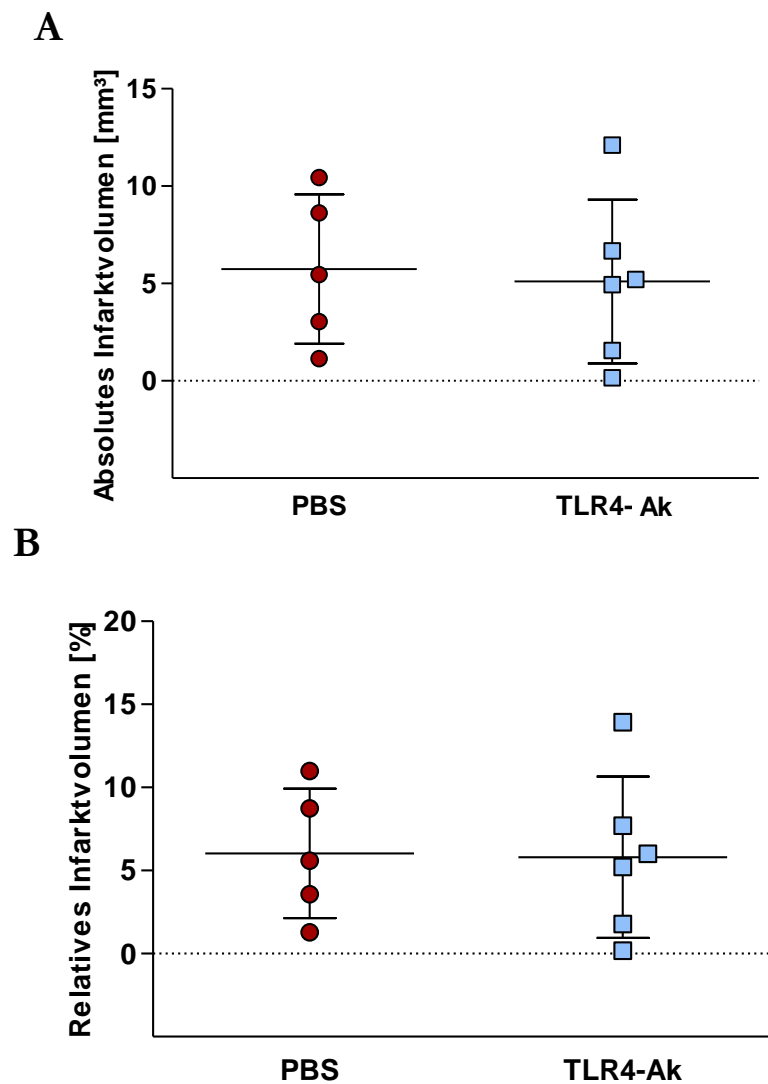 A
Absolutes Infarktvolumen [mm³]
15
10
5
0
PBS TLR4- Ak
B
Relatives Infarktvolumen [%]
20
15
10
5
0
PBS TLR4-Ak